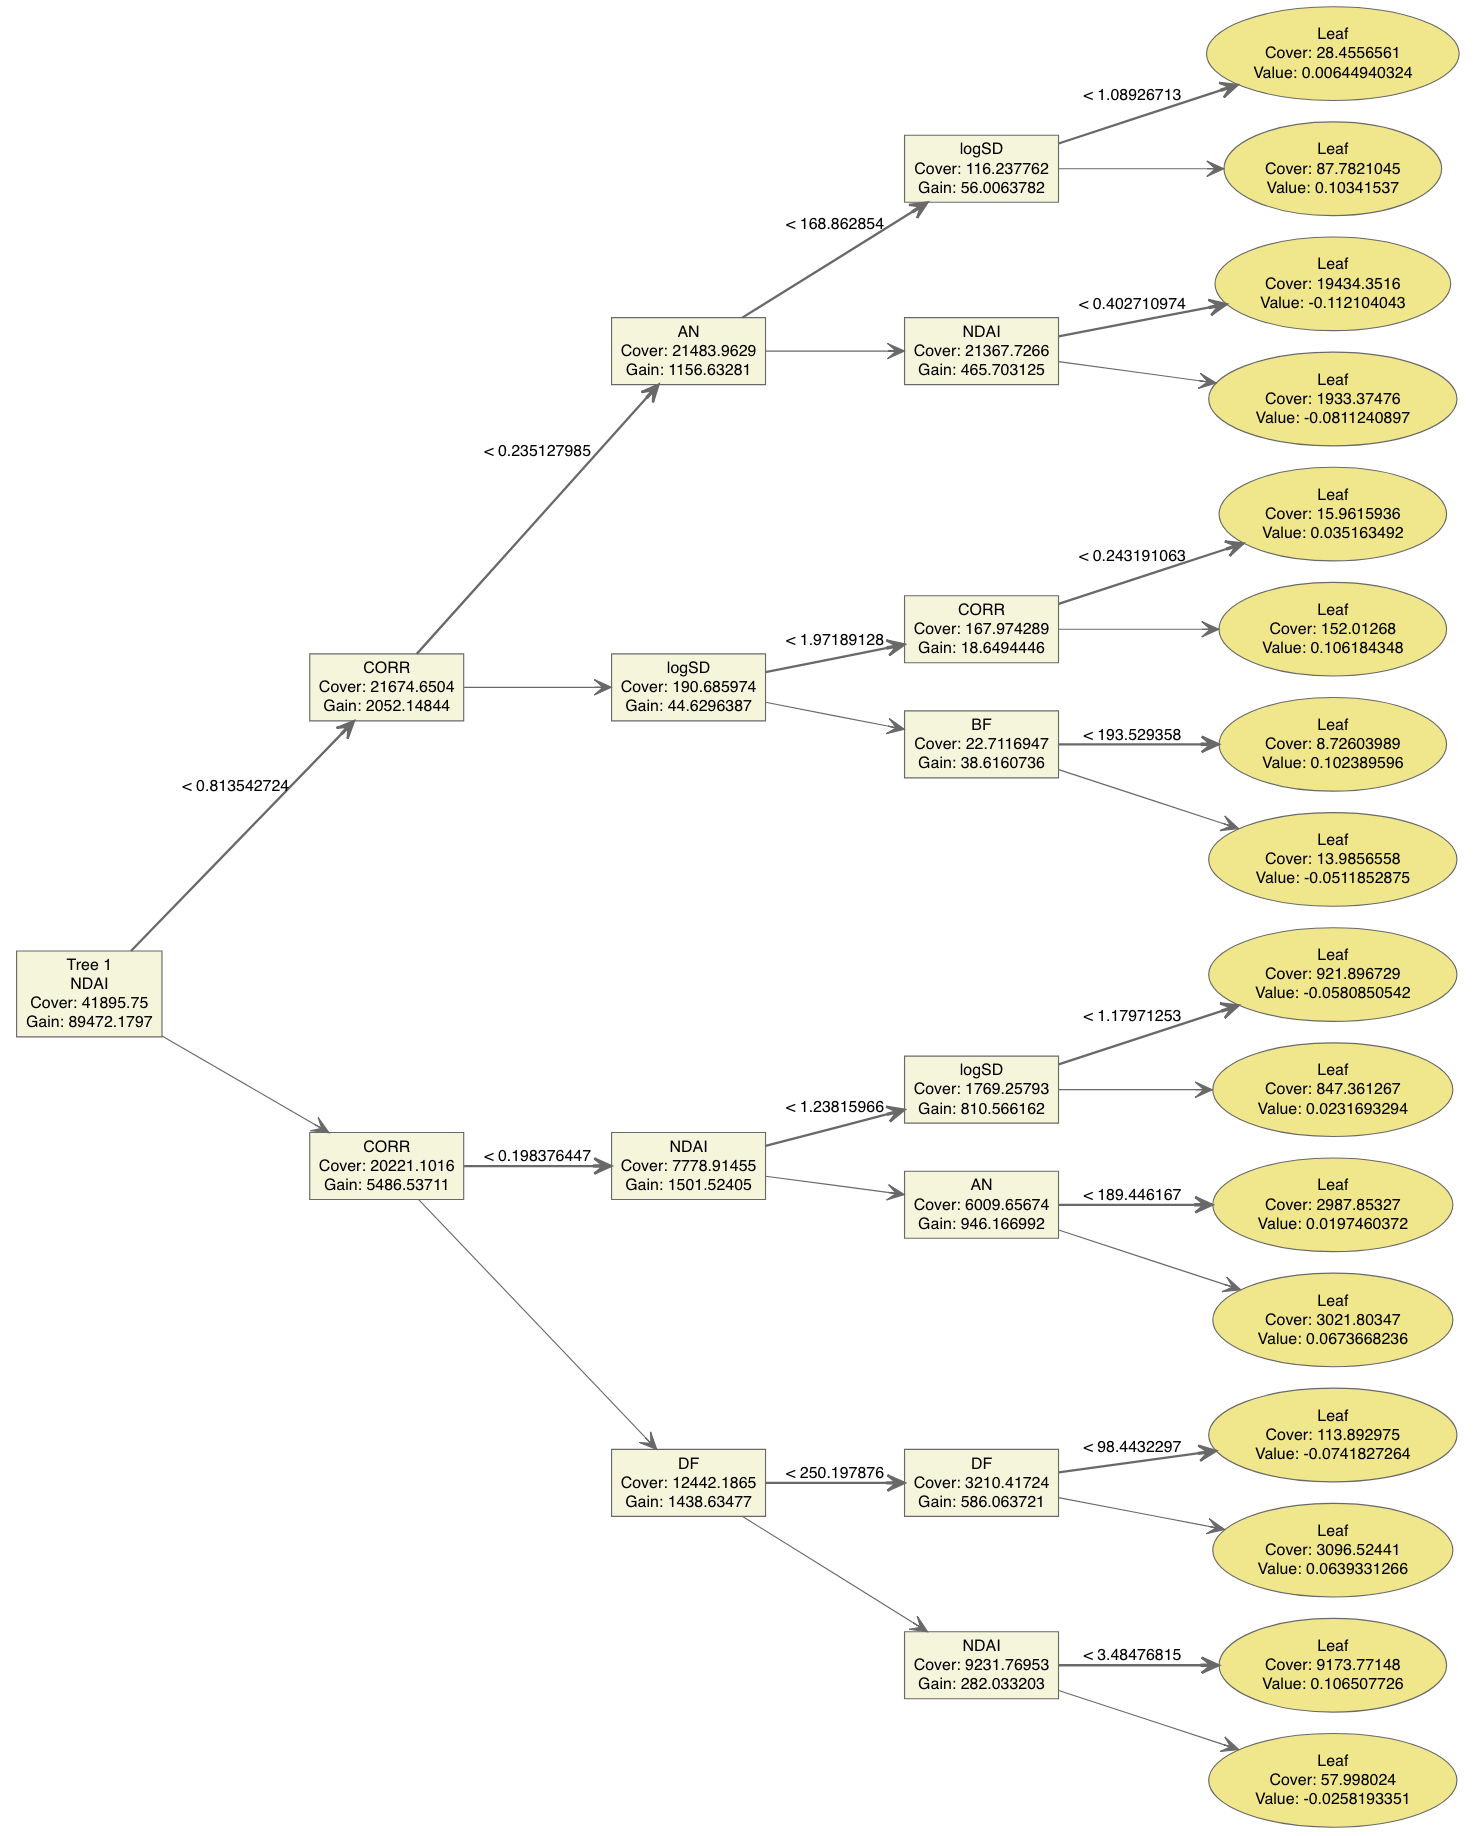 Leaf
Cover: 28.4556561
Value: 0.00644940324
< 1.08926713
logSD
Cover: 116.237762
Gain: 56.0063782
Leaf
Cover: 87.7821045
Value: 0.10341537
< 168.862854
Leaf
Cover: 19434.3516
Value: -0.112104043
< 0.402710974
AN
Cover: 21483.9629
Gain: 1156.63281
NDAI
Cover: 21367.7266
Gain: 465.703125
Leaf
Cover: 1933.37476
Value: -0.0811240897
< 0.235127985
Leaf
Cover: 15.9615936
Value: 0.035163492
< 0.243191063
CORR
Cover: 167.974289
Gain: 18.6494446
Leaf
Cover: 152.01268
Value: 0.106184348
< 1.97189128
CORR
Cover: 21674.6504
Gain: 2052.14844
logSD
Cover: 190.685974
Gain: 44.6296387
BF
Cover: 22.7116947
Gain: 38.6160736
< 193.529358
Leaf
Cover: 8.72603989
Value: 0.102389596
< 0.813542724
Leaf
Cover: 13.9856558
Value: -0.0511852875
Tree 1
NDAI
Cover: 41895.75
Gain: 89472.1797
Leaf
Cover: 921.896729
Value: -0.0580850542
< 1.17971253
logSD
Cover: 1769.25793
Gain: 810.566162
Leaf
Cover: 847.361267
Value: 0.0231693294
< 1.23815966
CORR
Cover: 20221.1016
Gain: 5486.53711
< 0.198376447
NDAI
Cover: 7778.91455
Gain: 1501.52405
AN
Cover: 6009.65674
Gain: 946.166992
< 189.446167
Leaf
Cover: 2987.85327
Value: 0.0197460372
Leaf
Cover: 3021.80347
Value: 0.0673668236
Leaf
Cover: 113.892975
Value: -0.0741827264
< 98.4432297
DF
Cover: 12442.1865
Gain: 1438.63477
< 250.197876
DF
Cover: 3210.41724
Gain: 586.063721
Leaf
Cover: 3096.52441
Value: 0.0639331266
NDAI
Cover: 9231.76953
Gain: 282.033203
< 3.48476815
Leaf
Cover: 9173.77148
Value: 0.106507726
Leaf
Cover: 57.998024
Value: -0.0258193351